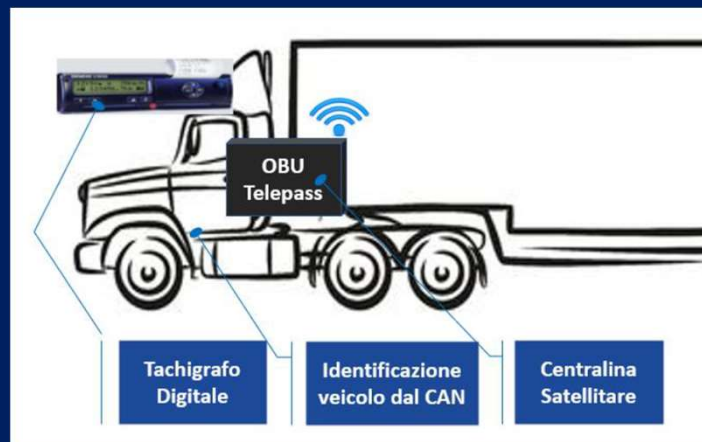 OBU
Telepass
Tachigrafo
Digitale
Identificazione
veicolo dal CAN
Centralina
Satellitare